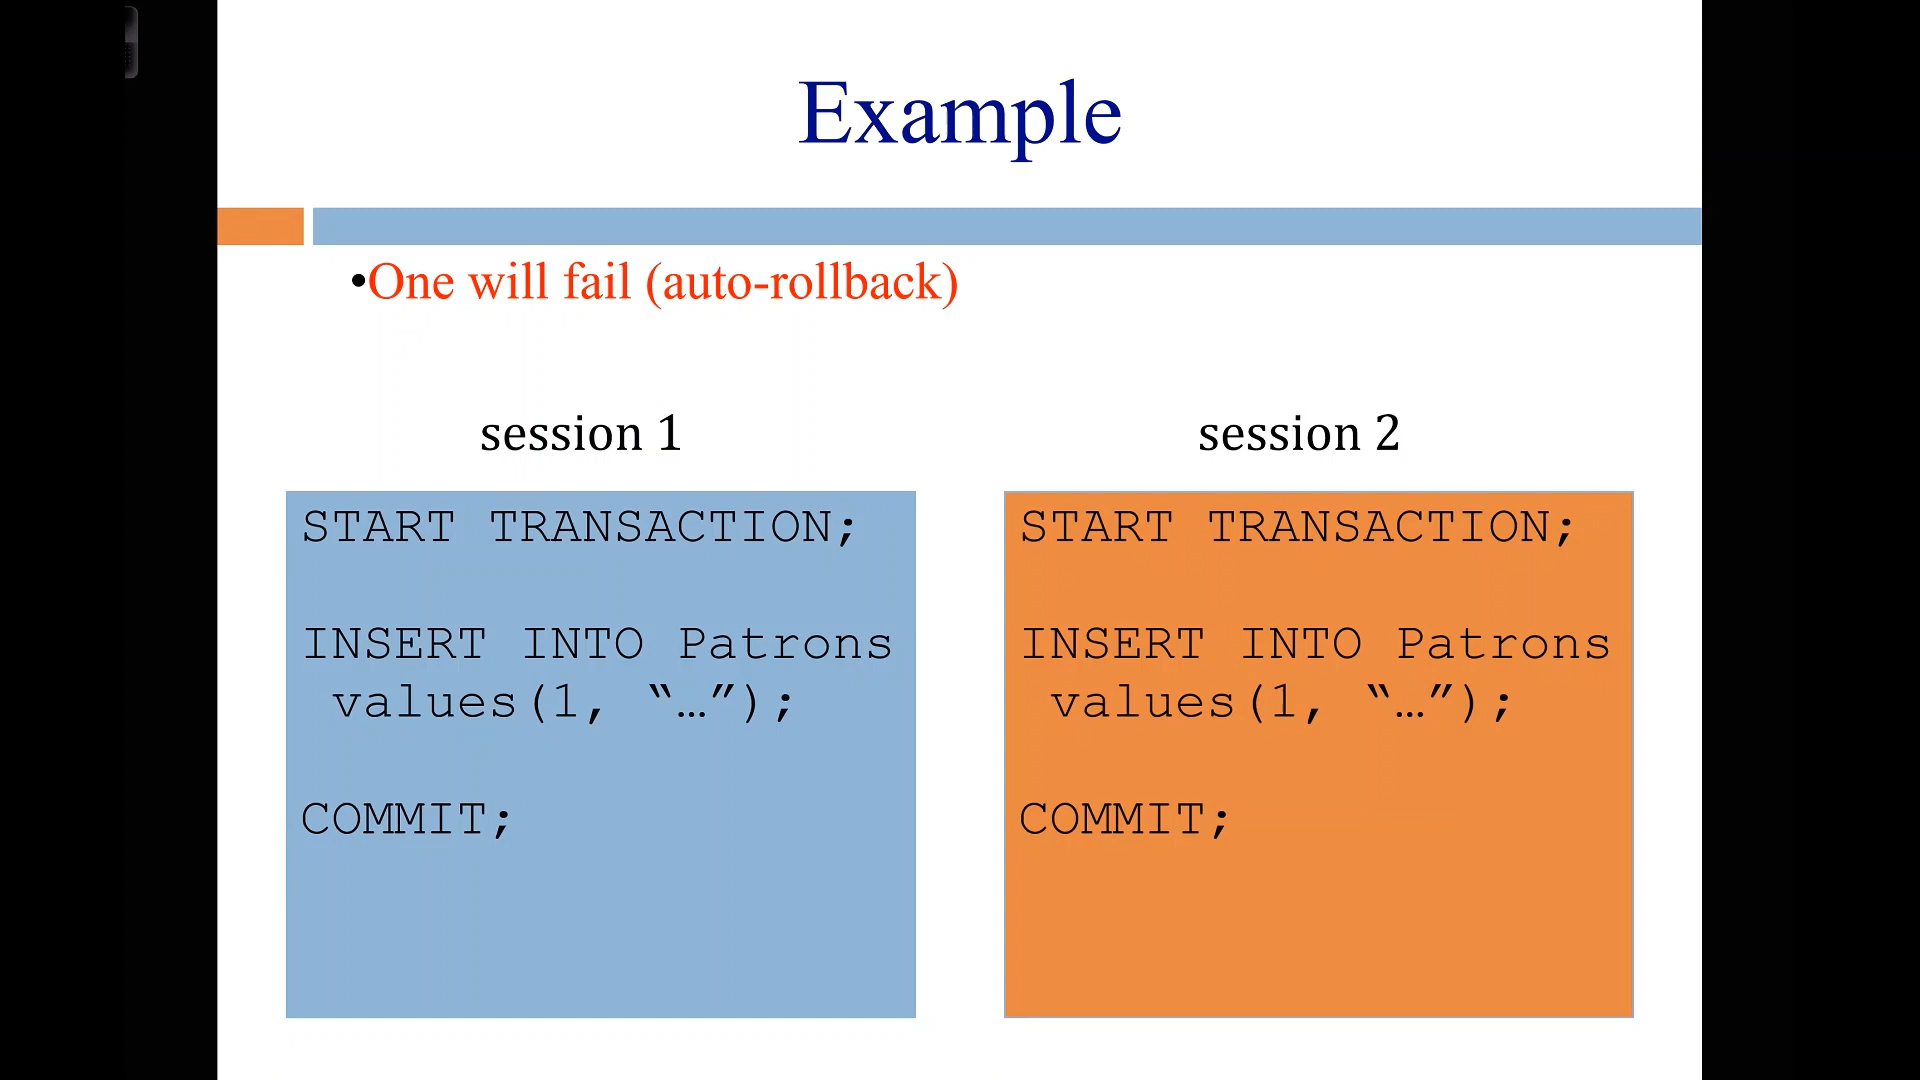 Example
•One will fail (auto-rollback)
session 1
START TRANSACTION;
INSERT INTO Patrons
values(1, “…”);
COMMIT;
session 2
START TRANSACTION;
INSERT INTO Patrons
values(1, “…”);
COMMIT;